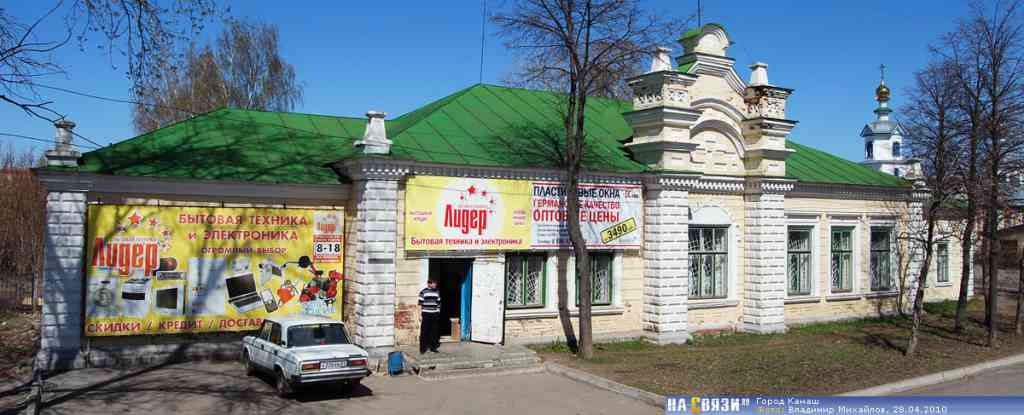 Лидер
БЫТОВАЯ ТЕХНИКА
и ЭЛЕКТРОНИКА
ОГРОМНЫЙ ВЫБОР
Лидер
8-18
СКИДКИ / КРЕДИТ / ДОСТАВ
Лидер
Бытовая техника и электроника
ПЛАСТИКОВЫЕ ОКНА
ГЕРМАНСКОЕ КАЧЕСТВО
ОПТОВЫЕ ЦЕНЫ
3490
НА СВЯЗИ
Город Канаш
Фото: Владимир Михайлов, 28.04.2010